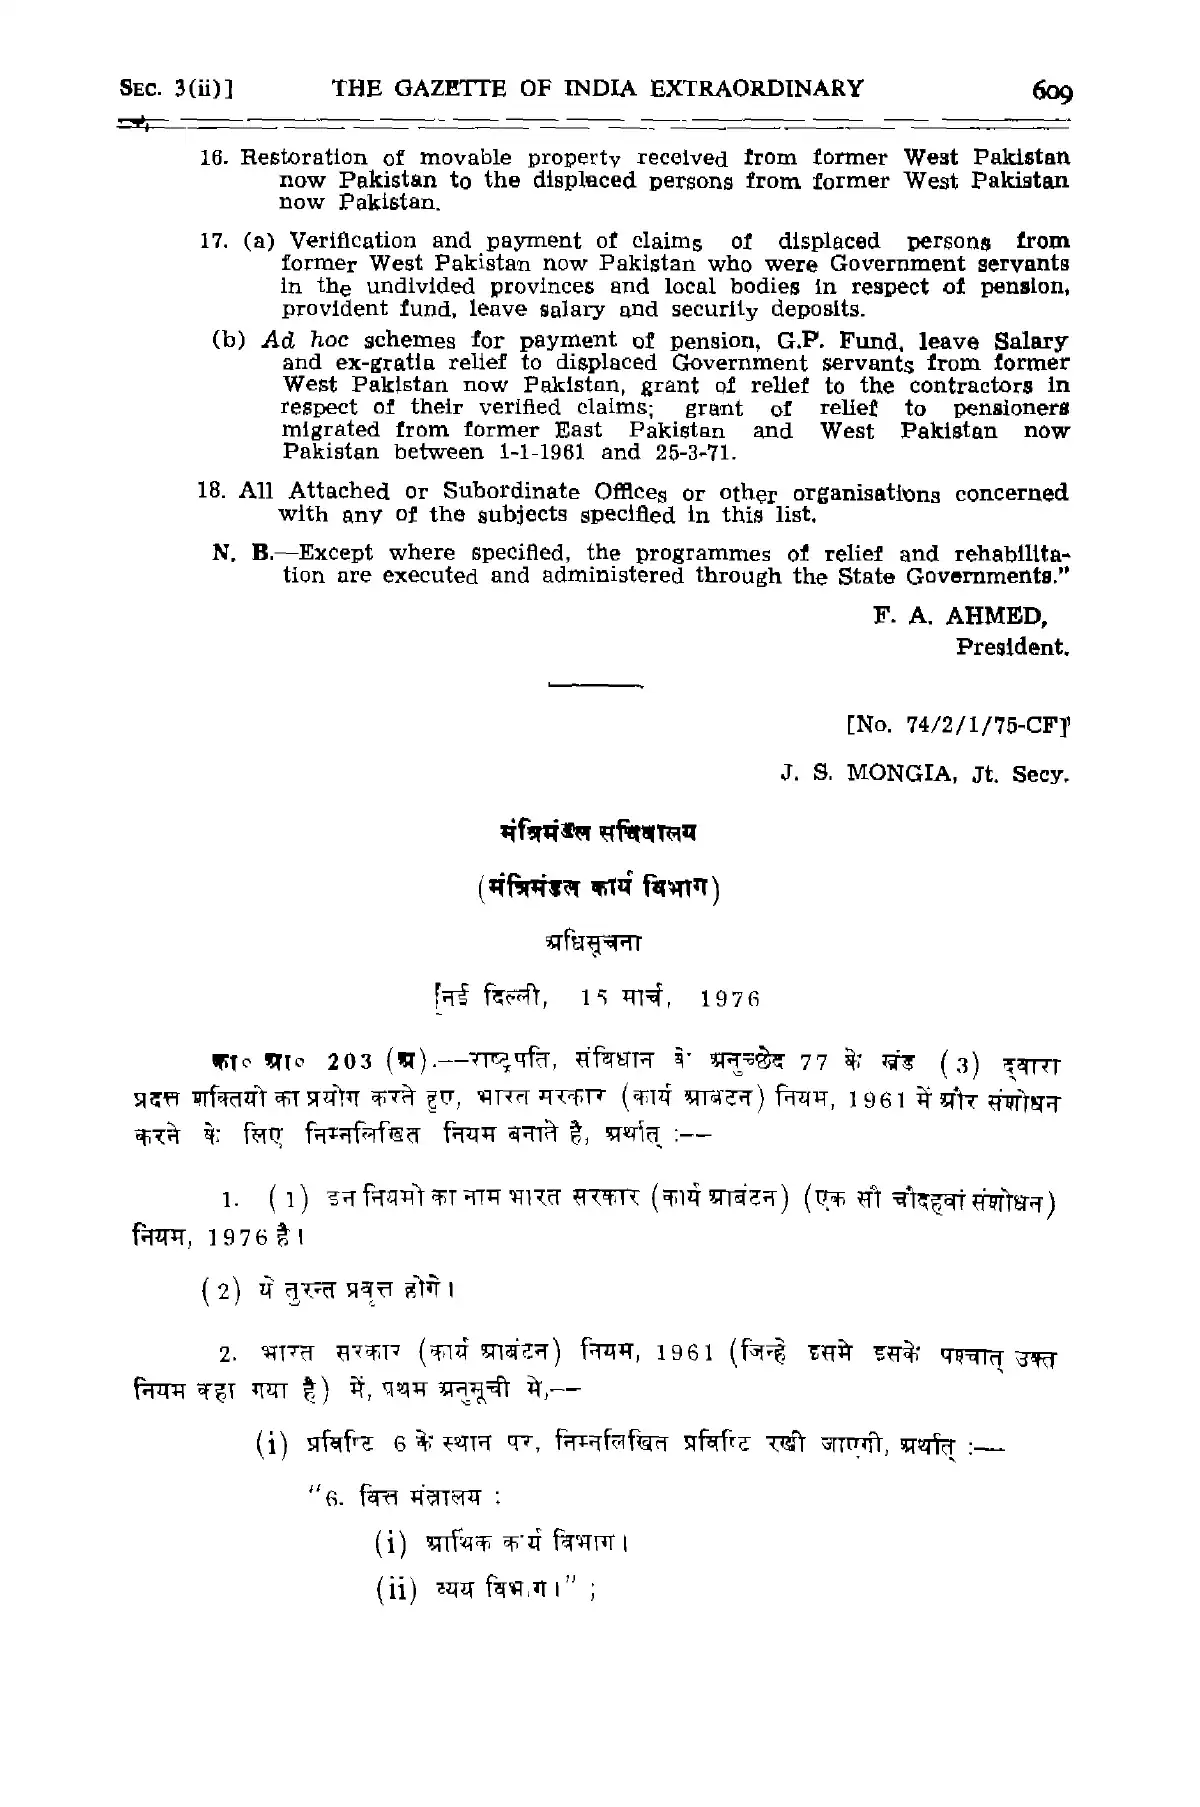 SEC. 3(ii)] THE GAZETTE OF INDIA EXTRAORDINARY 609
16. Restoration of movable property received from former West Pakistan
now Pakistan to the displaced persons from former West Pakistan
now Pakistan.
17. (a) Verification and payment of claims of displaced persons from
former West Pakistan now Pakistan who were Government servants
in the undivided provinces and local bodies in respect of pension,
provident fund, leave salary and security deposits.
(b) Ad hoc schemes for payment of pension, G.P. Fund, leave Salary
and ex-gratia relief to displaced Government servants from former
West Pakistan now Pakistan, grant of relief to the contractors in
respect of their verified claims; grant of relief to pensioners
migrated from former East Pakistan and West Pakistan now
Pakistan between 1-1-1961 and 25-3-71.
18. All Attached or Subordinate Offices or other organisations concerned
with any of the subjects specified in this list.
N. B.—Except where specified, the programmes of relief and rehabilita-
tion are executed and administered through the State Governments."
F. A. AHMED,
President.
[No. 74/2/1/75-CF]
J. S. MONGIA, Jt. Secy.
मंत्रिमंडल सचिवालय
(मंत्रिमंडल कार्य विभाग)
अधिसूचना
नई दिल्ली, 15 मार्च, 1976
का० आ० 203 (अ).--राष्ट्रपति, संविधान के अनुच्छेद 77 के खंड (3) द्वारा
प्रदत्त शक्तियों का प्रयोग करते हुए, भारत सरकार (कार्य आबंटन) नियम, 1961 में और संशोधन
करने के लिए निम्नलिखित नियम बनाते है, अर्थात् :--
1. (1) इन नियमों का नाम भारत सरकार (कार्य आबंटन) (एक सौ चौदहवां संशोधन)
नियम, 1976 है।
(2) ये तुरन्त प्रवृत्त होंगे।
2. भारत सरकार (कार्य आबंटन) नियम, 1961 (जिन्हे इसमे इसके पश्चात् उक्त
नियम कहा गया है) में, प्रथम अनुसूची मे,--
(i) प्रविष्टि 6 के स्थान पर, निम्नलिखित प्रविष्टि रखी जाएगी, अर्थात् :—
"6. वित्त मंत्रालय :
(i) आर्थिक कार्य विभाग।
(ii) व्यय विभाग।" ;